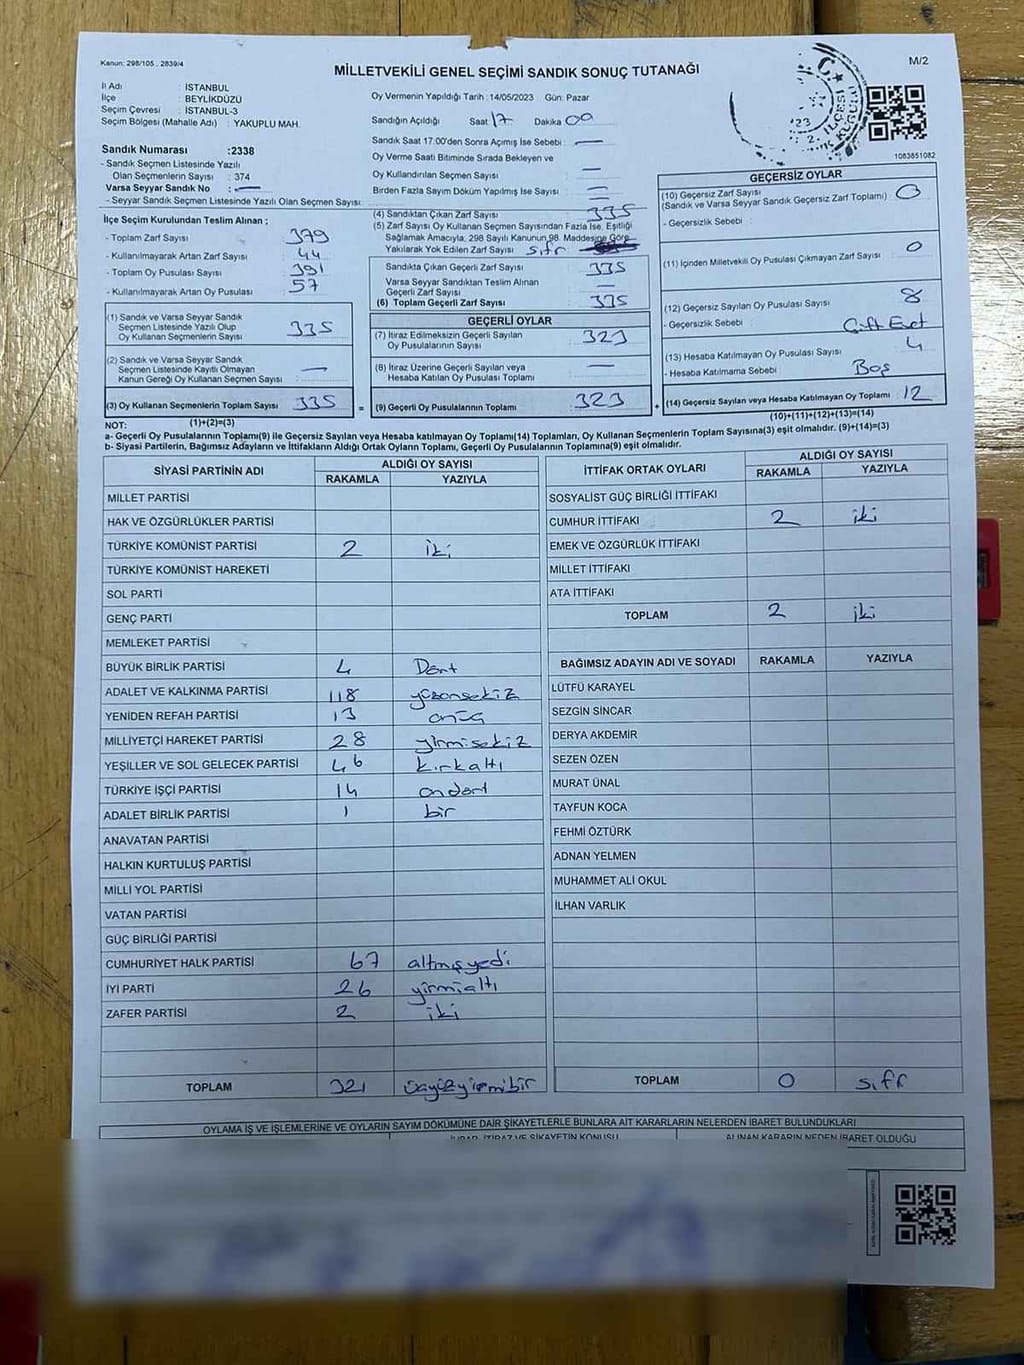 Kanun: 298/105 , 2839/4
MİLLETVEKİLİ GENEL SEÇİMİ SANDIK SONUÇ TUTANAĞI
M/2
İl Adı : İSTANBUL
İlçe : BEYLİKDÜZÜ
Seçim Çevresi : İSTANBUL-3
Seçim Bölgesi (Mahalle Adı) : YAKUPLU MAH.
Sandık Numarası :2338
- Sandık Seçmen Listesinde Yazılı
Olan Seçmenlerin Sayısı : 374
Varsa Seyyar Sandık No : —
- Seyyar Sandık Seçmen Listesinde Yazılı Olan Seçmen Sayısı:
Oy Vermenin Yapıldığı Tarih :14/05/2023 Gün: Pazar
Sandığın Açıldığı Saat 17 Dakika 00
Sandık Saat 17.00'den Sonra Açımış İse Sebebi : —
Oy Verme Saati Bitiminde Sırada Bekleyen ve
Oy Kullandırılan Seçmen Sayısı : —
Birden Fazla Sayım Döküm Yapılmış İse Sayısı : —
23
2. İLÇESİ
1083851082
İlçe Seçim Kurulundan Teslim Alınan ;
- Toplam Zarf Sayısı : 379
- Kullanılmayarak Artan Zarf Sayısı : 44
- Toplam Oy Pusulası Sayısı : 391
- Kullanılmayarak Artan Oy Pusulası : 57
(1) Sandık ve Varsa Seyyar Sandık
Seçmen Listesinde Yazılı Olup
Oy Kullanan Seçmenlerin Sayısı : 335
(2) Sandık ve Varsa Seyyar Sandık
Seçmen Listesinde Kayıtlı Olmayan
Kanun Gereği Oy Kullanan Seçmen Sayısı : —
(3) Oy Kullanan Seçmenlerin Toplam Sayısı : 335 =
(1)+(2)=(3)
(4) Sandıktan Çıkan Zarf Sayısı : 335
(5) Zarf Sayısı Oy Kullanan Seçmen Sayısından Fazla İse, Eşitliği
Sağlamak Amacıyla, 298 Sayılı Kanunun 98. Maddesine Göre
Yakılarak Yok Edilen Zarf Sayısı : sıfır
Sandıkta Çıkan Geçerli Zarf Sayısı : 335
Varsa Seyyar Sandıktan Teslim Alınan
Geçerli Zarf Sayısı : —
(6) Toplam Geçerli Zarf Sayısı : 335
GEÇERLİ OYLAR
(7) İtiraz Edilmeksizin Geçerli Sayılan
Oy Pusulalarının Sayısı : 323
(8) İtiraz Üzerine Geçerli Sayılan veya
Hesaba Katılan Oy Pusulası Toplamı : —
(9) Geçerli Oy Pusulalarının Toplamı : 323 +
GEÇERSİZ OYLAR
(10) Geçersiz Zarf Sayısı
(Sandık ve Varsa Seyyar Sandık Geçersiz Zarf Toplamı) : 0
- Geçersizlik Sebebi :
(11) İçinden Milletvekili Oy Pusulası Çıkmayan Zarf Sayısı : 0
(12) Geçersiz Sayılan Oy Pusulası Sayısı : 8
- Geçersizlik Sebebi : Çift Evet
(13) Hesaba Katılmayan Oy Pusulası Sayısı : 4
- Hesaba Katılmama Sebebi : Boş
(14) Geçersiz Sayılan veya Hesaba Katılmayan Oy Toplamı : 12
(10)+(11)+(12)+(13)=(14)
NOT:
a- Geçerli Oy Pusulalarının Toplamı(9) ile Geçersiz Sayılan veya Hesaba katılmayan Oy Toplamı(14) Toplamları, Oy Kullanan Seçmenlerin Toplam Sayısına(3) eşit olmalıdır. (9)+(14)=(3)
b- Siyasi Partilerin, Bağımsız Adayların ve İttifakların Aldığı Ortak Oyların Toplamı, Geçerli Oy Pusulalarının Toplamına(9) eşit olmalıdır.
SİYASİ PARTİNİN ADI ALDIĞI OY SAYISI
RAKAMLA YAZIYLA
MİLLET PARTİSİ
HAK VE ÖZGÜRLÜKLER PARTİSİ
TÜRKİYE KOMÜNİST PARTİSİ 2 iki
TÜRKİYE KOMÜNİST HAREKETİ
SOL PARTİ
GENÇ PARTİ
MEMLEKET PARTİSİ
BÜYÜK BİRLİK PARTİSİ 4 Dört
ADALET VE KALKINMA PARTİSİ 118 yüzonsekiz
YENİDEN REFAH PARTİSİ 13 onüç
MİLLİYETÇİ HAREKET PARTİSİ 28 yirmisekiz
YEŞİLLER VE SOL GELECEK PARTİSİ 46 kırkaltı
TÜRKİYE İŞÇİ PARTİSİ 14 ondört
ADALET BİRLİK PARTİSİ 1 bir
ANAVATAN PARTİSİ
HALKIN KURTULUŞ PARTİSİ
MİLLİ YOL PARTİSİ
VATAN PARTİSİ
GÜÇ BİRLİĞİ PARTİSİ
CUMHURİYET HALK PARTİSİ 67 altmışyedi
İYİ PARTİ 26 yirmialtı
ZAFER PARTİSİ 2 iki
TOPLAM 321 üçyüzyirmibir
İTTİFAK ORTAK OYLARI ALDIĞI OY SAYISI
RAKAMLA YAZIYLA
SOSYALİST GÜÇ BİRLİĞİ İTTİFAKI
CUMHUR İTTİFAKI 2 iki
EMEK VE ÖZGÜRLÜK İTTİFAKI
MİLLET İTTİFAKI
ATA İTTİFAKI
TOPLAM 2 iki
BAĞIMSIZ ADAYIN ADI VE SOYADI RAKAMLA YAZIYLA
LÜTFÜ KARAYEL
SEZGİN SİNCAR
DERYA AKDEMİR
SEZEN ÖZEN
MURAT ÜNAL
TAYFUN KOCA
FEHMİ ÖZTÜRK
ADNAN YELMEN
MUHAMMET ALİ OKUL
İLHAN VARLIK
TOPLAM 0 sıfır
OYLAMA İŞ VE İŞLEMLERİNE VE OYLARIN SAYIM DÖKÜMÜNE DAİR ŞİKAYETLERLE BUNLARA AİT KARARLARIN NELERDEN İBARET BULUNDUKLARI
İHBAR, İTİRAZ VE ŞİKAYETİN KONUSU ALINAN KARARIN NEDEN İBARET OLDUĞU